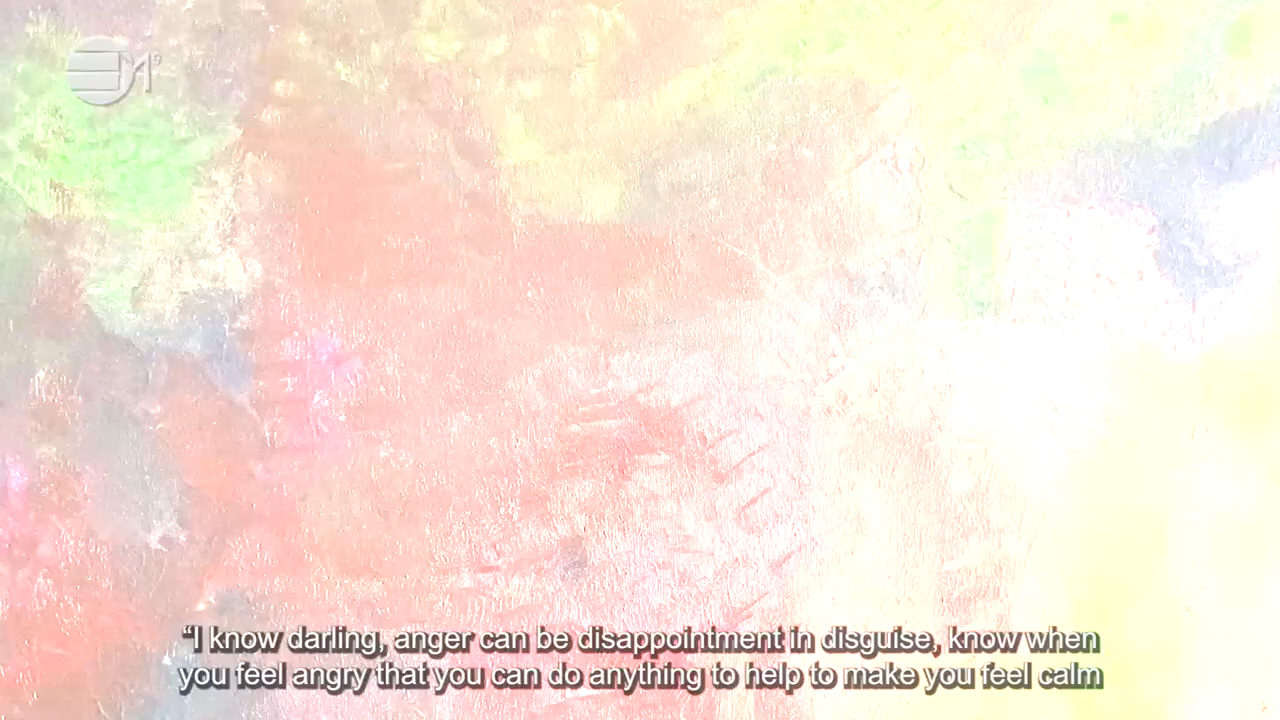 EM9
“I know darling, anger can be disappointment in disguise, know when
you feel angry that you can do anything to help to make you feel calm